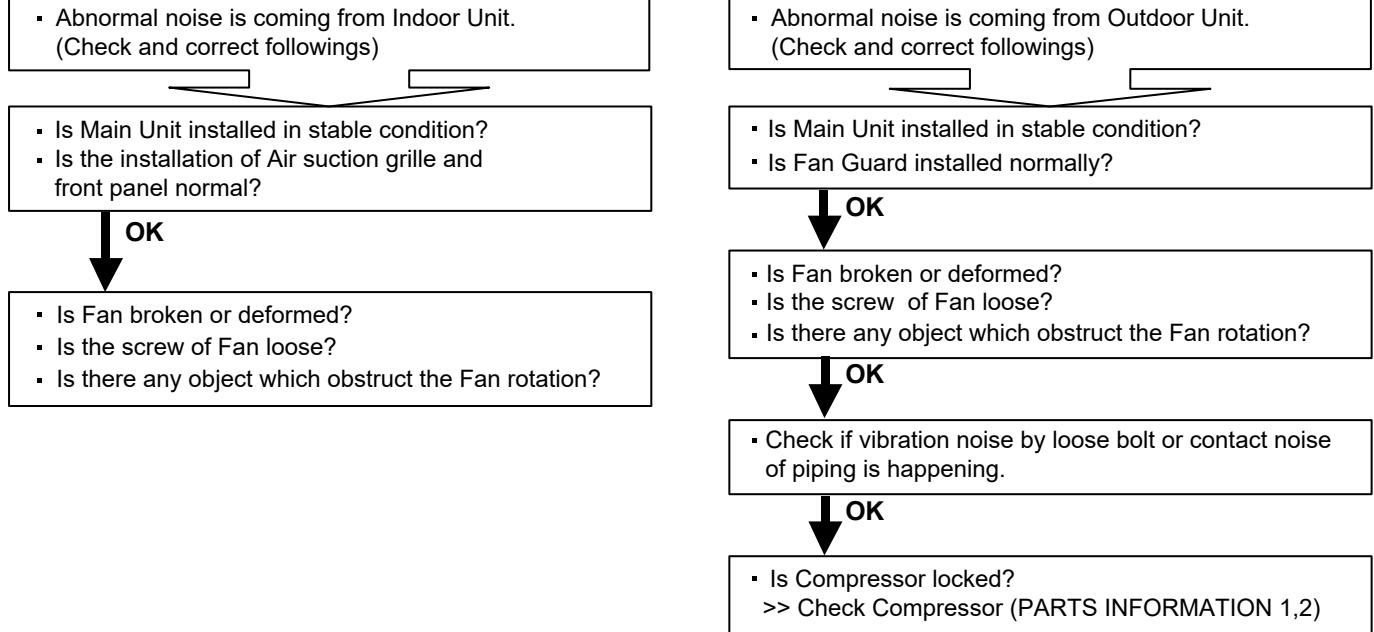 ▪ Abnormal noise is coming from Indoor Unit.
(Check and correct followings)
▪ Is Main Unit installed in stable condition?
▪ Is the installation of Air suction grille and
front panel normal?
OK
▪ Is Fan broken or deformed?
▪ Is the screw of Fan loose?
▪ Is there any object which obstruct the Fan rotation?
▪ Abnormal noise is coming from Outdoor Unit.
(Check and correct followings)
▪ Is Main Unit installed in stable condition?
▪ Is Fan Guard installed normally?
OK
▪ Is Fan broken or deformed?
▪ Is the screw of Fan loose?
▪ Is there any object which obstruct the Fan rotation?
OK
▪ Check if vibration noise by loose bolt or contact noise
of piping is happening.
OK
▪ Is Compressor locked?
>> Check Compressor (PARTS INFORMATION 1,2)